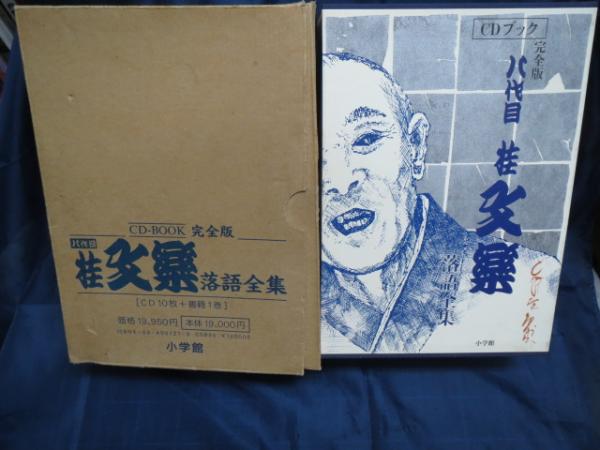 CD-BOOK 完全版
八代目
桂文楽 落語全集
[CD10枚+書籍1巻]
価格19,950円 本体19,000円
小学館
CDブック
完全版
八代目 桂文楽
落語全集
小学館